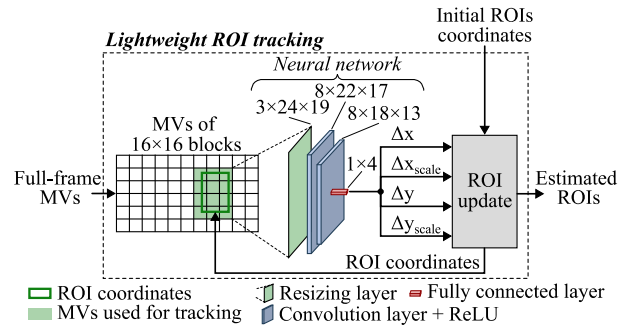 Initial ROIs
coordinates
Lightweight ROI tracking
Neural network
8×22×17
3×24×19
8×18×13
MVs of
16×16 blocks
1×4
Δx
Δx_scale
Δy
Δy_scale
Full-frame
MVs
ROI
update
Estimated
ROIs
ROI coordinates
ROI coordinates
Resizing layer
Fully connected layer
MVs used for tracking
Convolution layer + ReLU